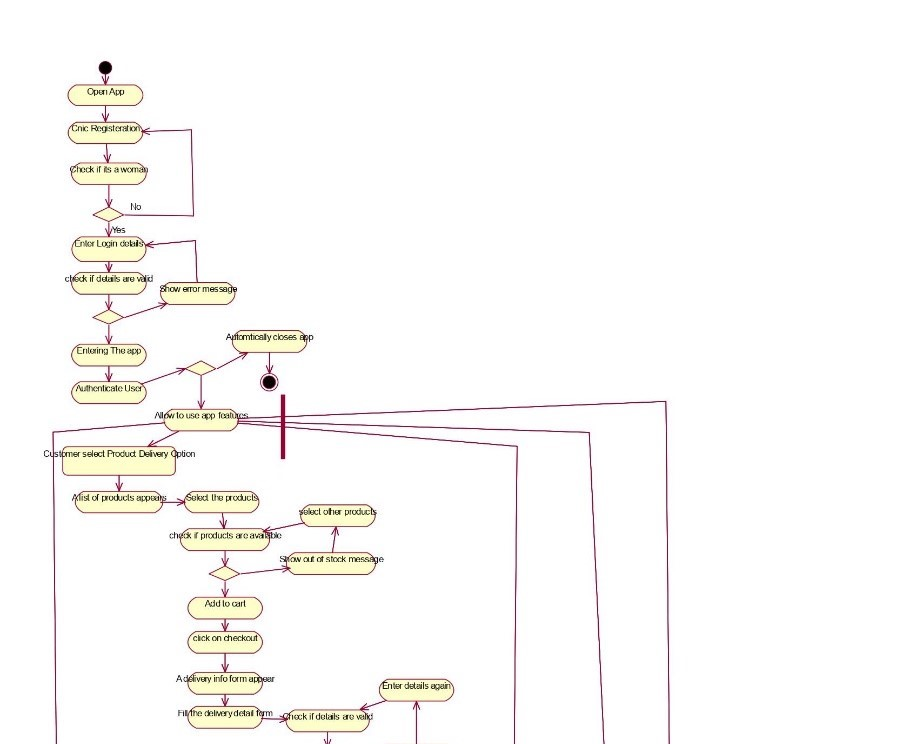 Open App
Cnic Registeration
Check if its a woman
No
Yes
Enter Login details
check if details are valid
Show error message
Automtically closes app
Entering The app
Authenticate User
Allow to use app features
Customer select Product Delivery Option
A list of products appears
Select the products
select other products
check if products are available
Show out of stock message
Add to cart
click on checkout
A delivery info form appear
Enter details again
Fill the delivery detail form
Check if details are valid